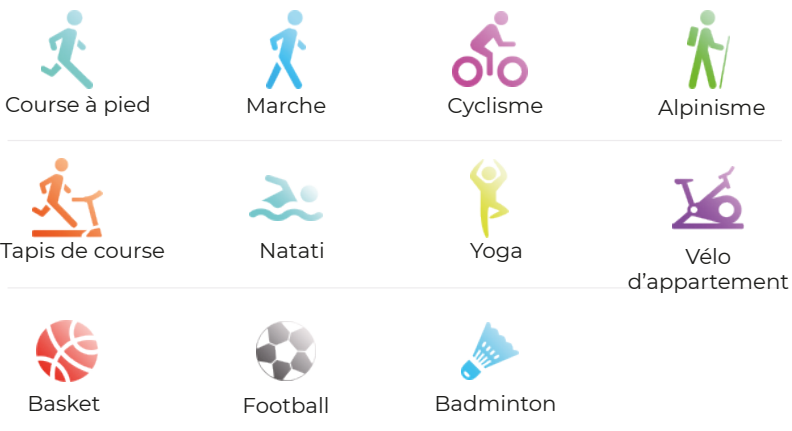 Course à pied
Marche
Cyclisme
Alpinisme
Tapis de course
Natati
Yoga
Vélo
d’appartement
Basket
Football
Badminton